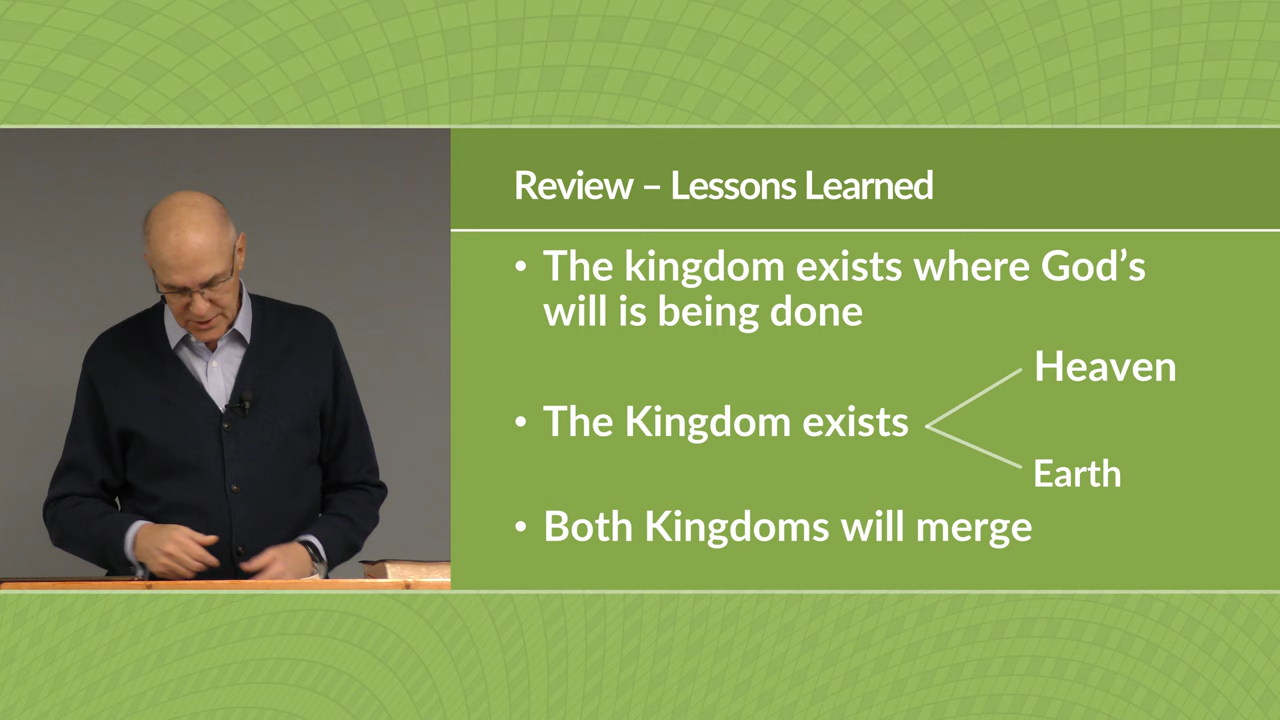 Review – Lessons Learned
• The kingdom exists where God's
will is being done
Heaven
• The Kingdom exists
Earth
• Both Kingdoms will merge